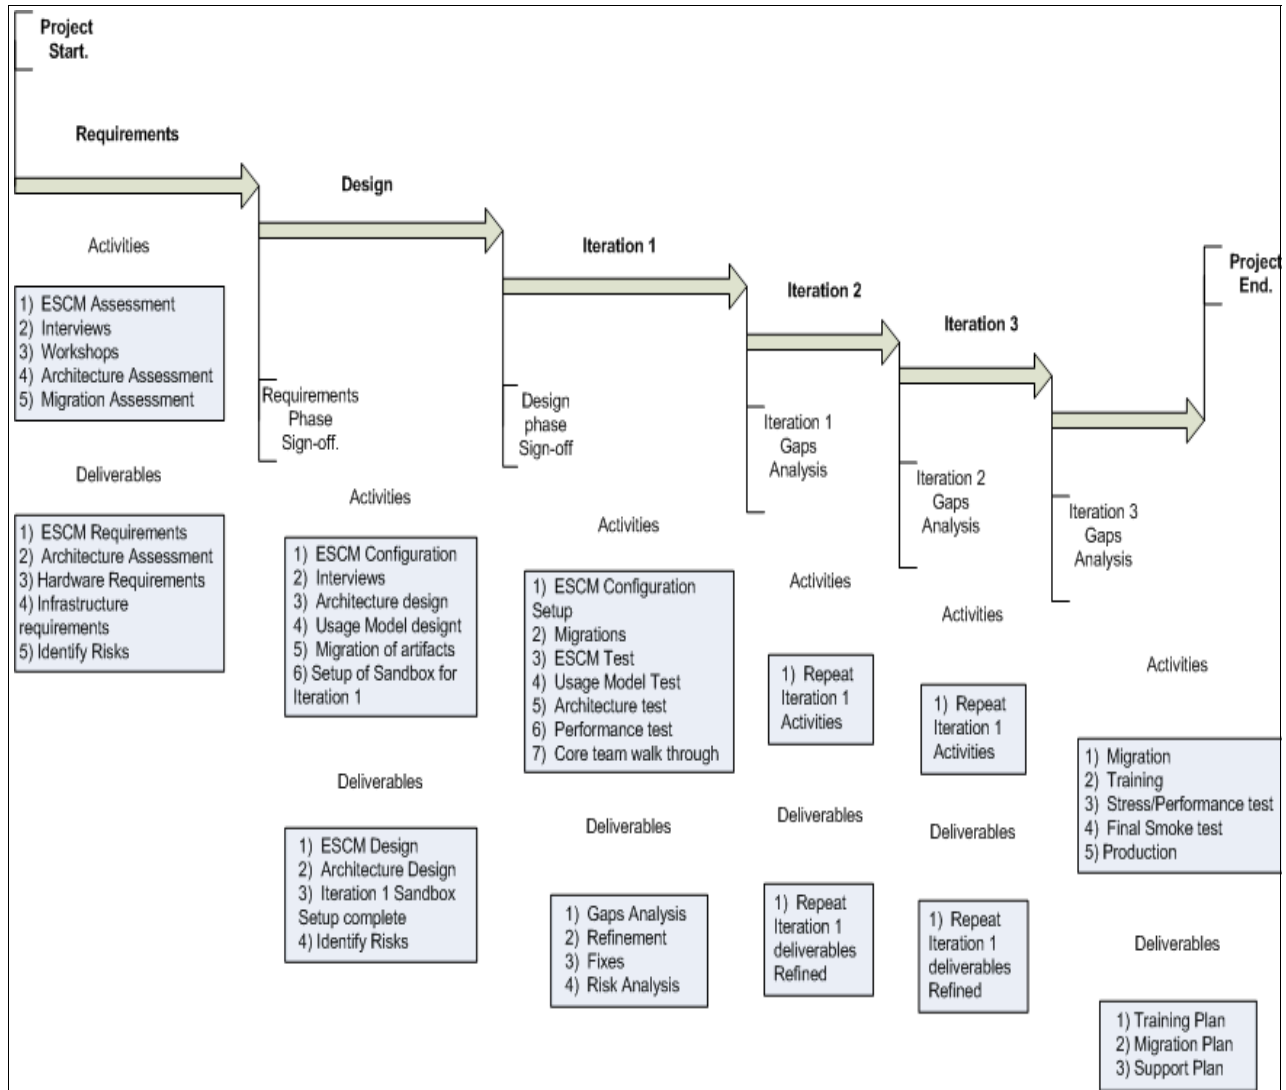 Project
Start.
Requirements
Activities
1) ESCM Assessment
2) Interviews
3) Workshops
4) Architecture Assessment
5) Migration Assessment
Deliverables
1) ESCM Requirements
2) Architecture Assessment
3) Hardware Requirements
4) Infrastructure
requirements
5) Identify Risks
Design
Requirements
Phase
Sign-off.
Activities
1) ESCM Configuration
2) Interviews
3) Architecture design
4) Usage Model designt
5) Migration of artifacts
6) Setup of Sandbox for
Iteration 1
Deliverables
1) ESCM Design
2) Architecture Design
3) Iteration 1 Sandbox
Setup complete
4) Identify Risks
Iteration 1
Design
phase
Sign-off
Activities
1) ESCM Configuration
Setup
2) Migrations
3) ESCM Test
4) Usage Model Test
5) Architecture test
6) Performance test
7) Core team walk through
Deliverables
1) Gaps Analysis
2) Refinement
3) Fixes
4) Risk Analysis
Iteration 2
Iteration 1
Gaps
Analysis
Activities
1) Repeat
Iteration 1
Activities
Deliverables
1) Repeat
Iteration 1
deliverables
Refined
Iteration 3
Iteration 2
Gaps
Analysis
Activities
1) Repeat
Iteration 1
Activities
Deliverables
1) Repeat
Iteration 1
deliverables
Refined
Project
End.
Iteration 3
Gaps
Analysis
Activities
1) Migration
2) Training
3) Stress/Performance test
4) Final Smoke test
5) Production
Deliverables
1) Training Plan
2) Migration Plan
3) Support Plan